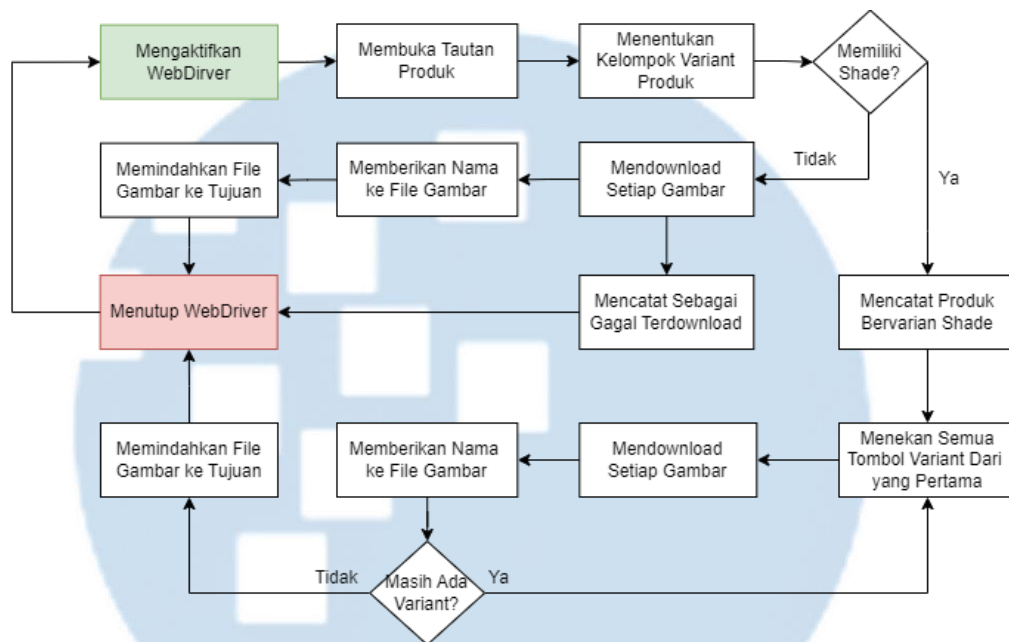 Mengaktifkan
WebDirver
Membuka Tautan
Produk
Menentukan
Kelompok Variant
Produk
Memiliki
Shade?
Tidak
Ya
Memindahkan File
Gambar ke Tujuan
Memberikan Nama
ke File Gambar
Mendownload
Setiap Gambar
Menutup WebDriver
Mencatat Sebagai
Gagal Terdownload
Mencatat Produk
Bervarian Shade
Memindahkan File
Gambar ke Tujuan
Memberikan Nama
ke File Gambar
Mendownload
Setiap Gambar
Menekan Semua
Tombol Variant Dari
yang Pertama
Tidak
Masih Ada
Variant?
Ya